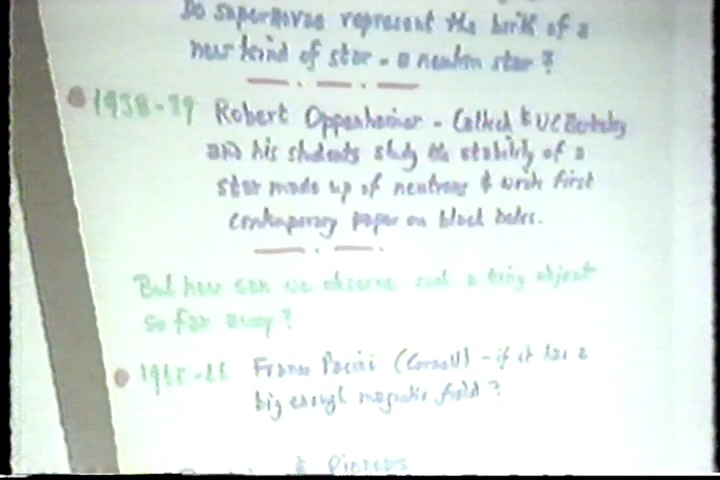 Do supernovae represent the birth of a
new kind of star - a neutron star?
1938-39 Robert Oppenheimer - Caltech & UC Berkeley
and his students study the stability of a
star made up of neutrons & write first
contemporary paper on black holes.
But how can we observe such a tiny object
so far away?
Franco Pacini (Cornell) - if it has a
big enough magnetic field?
& Pioneers